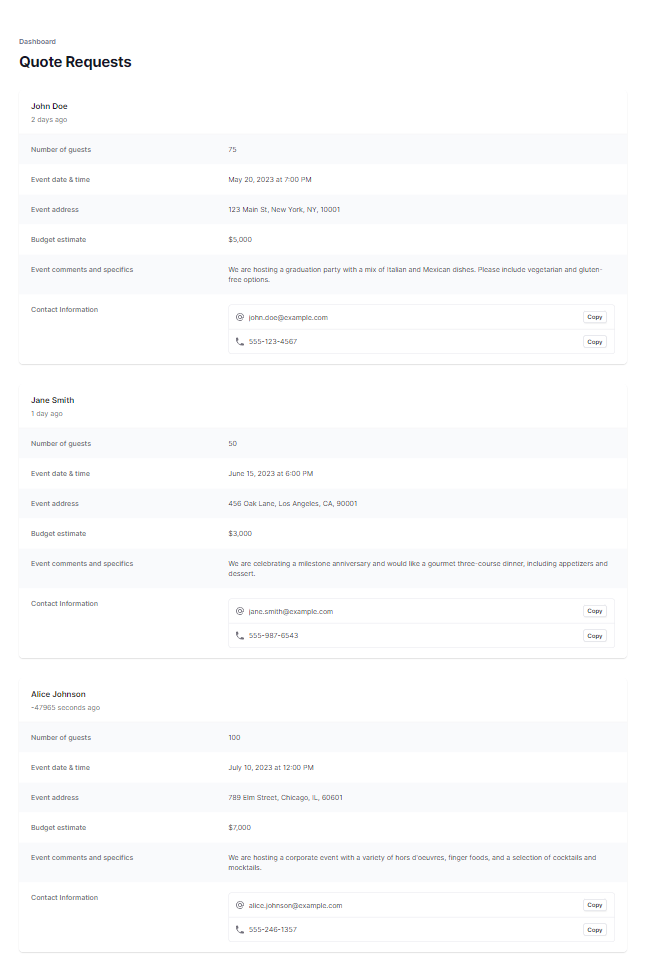 Dashboard
Quote Requests
John Doe
2 days ago
Number of guests 75
Event date & time May 20, 2023 at 7:00 PM
Event address 123 Main St, New York, NY, 10001
Budget estimate $5,000
Event comments and specifics We are hosting a graduation party with a mix of Italian and Mexican dishes. Please include vegetarian and gluten-
free options.
Contact Information
john.doe@example.com Copy
555-123-4567 Copy
Jane Smith
1 day ago
Number of guests 50
Event date & time June 15, 2023 at 6:00 PM
Event address 456 Oak Lane, Los Angeles, CA, 90001
Budget estimate $3,000
Event comments and specifics We are celebrating a milestone anniversary and would like a gourmet three-course dinner, including appetizers and
dessert.
Contact Information
jane.smith@example.com Copy
555-987-6543 Copy
Alice Johnson
-47965 seconds ago
Number of guests 100
Event date & time July 10, 2023 at 12:00 PM
Event address 789 Elm Street, Chicago, IL, 60601
Budget estimate $7,000
Event comments and specifics We are hosting a corporate event with a variety of hors d'oeuvres, finger foods, and a selection of cocktails and
mocktails.
Contact Information
alice.johnson@example.com Copy
555-246-1357 Copy